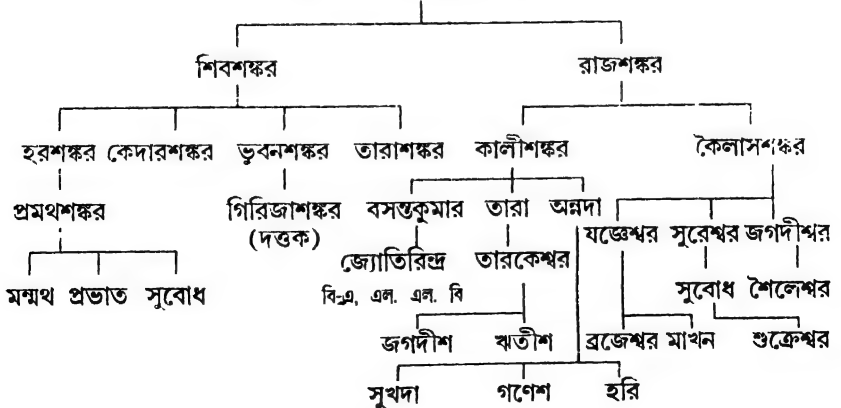 শিবশঙ্কর রাজশঙ্কর
হরশঙ্কর কেদারশঙ্কর ভুবনশঙ্কর তারাশঙ্কর কালীশঙ্কর কৈলাসশঙ্কর
প্রমথশঙ্কর গিরিজাশঙ্কর বসন্তকুমার তারা অন্নদা
(দত্তক) যজ্ঞেশ্বর সুরেশ্বর জগদীশ্বর
জ্যোতিরিন্দ্র তারকেশ্বর
মন্মথ প্রভাত সুবোধ বি-এ, এল. এল. বি সুবোধ শৈলেশ্বর
জগদীশ ঋতীশ ব্রজেশ্বর মাখন শুক্রেশ্বর
সুখদা গণেশ হরি